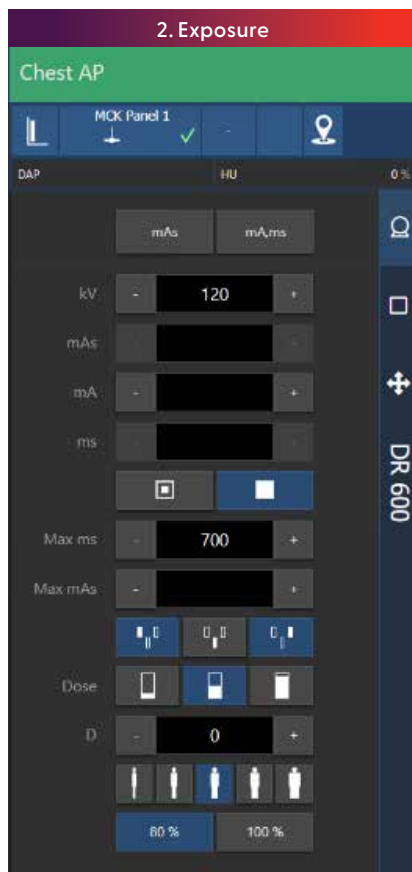 2. Exposure
Chest AP
MCK Panel 1
-
DAP HU 0 %
mAs mA,ms
kV - 120 +
mAs - -
mA - +
ms - -
Max ms - 700 +
Max mAs - +
Dose
D - 0 +
80 % 100 %
DR 600